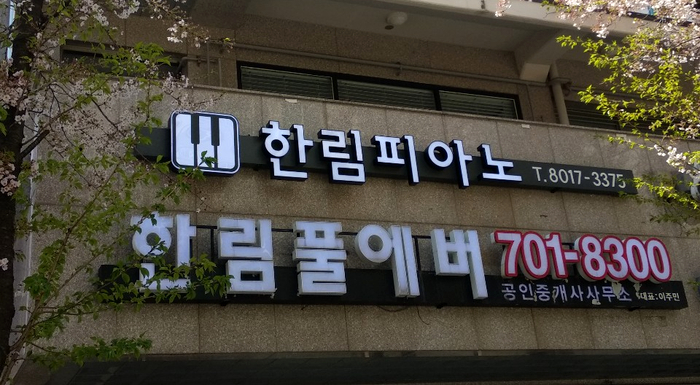 한림피아노 T.8017-3375
한림풀에버 701-8300
공인중개사사무소 대표:이주민